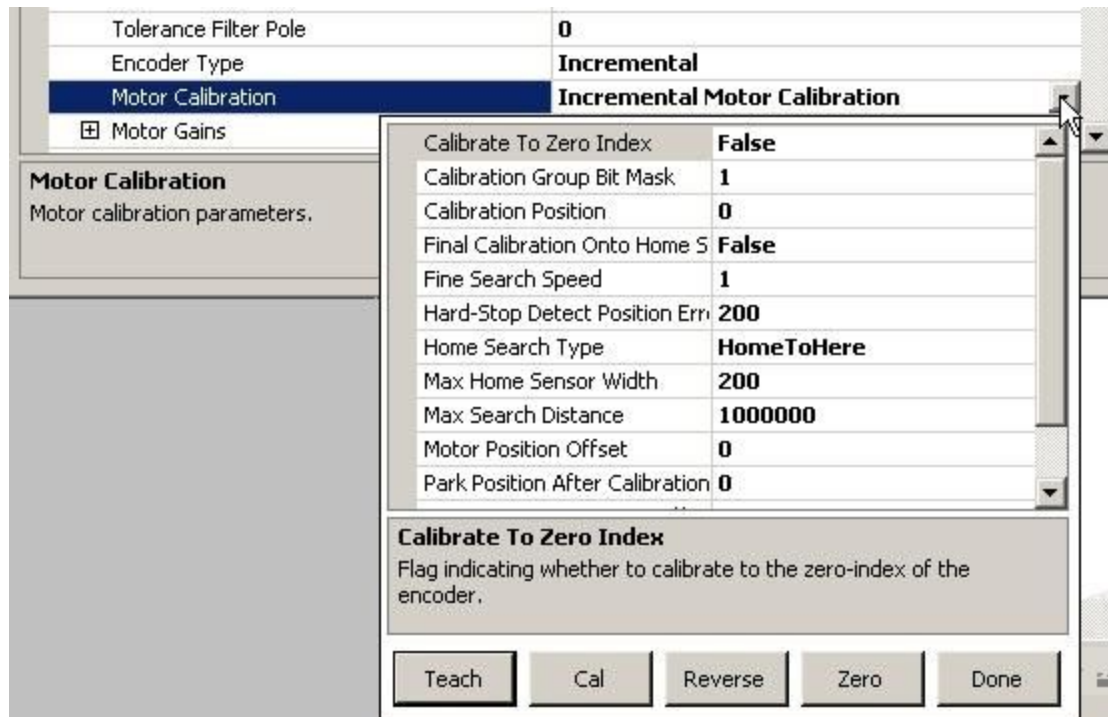 Tolerance Filter Pole 0
Encoder Type Incremental
Motor Calibration Incremental Motor Calibration
Motor Gains
Motor Calibration
Motor calibration parameters.
Calibrate To Zero Index False
Calibration Group Bit Mask 1
Calibration Position 0
Final Calibration Onto Home S False
Fine Search Speed 1
Hard-Stop Detect Position Err 200
Home Search Type HomeToHere
Max Home Sensor Width 200
Max Search Distance 1000000
Motor Position Offset 0
Park Position After Calibration 0
Calibrate To Zero Index
Flag indicating whether to calibrate to the zero-index of the
encoder.
Teach Cal Reverse Zero Done